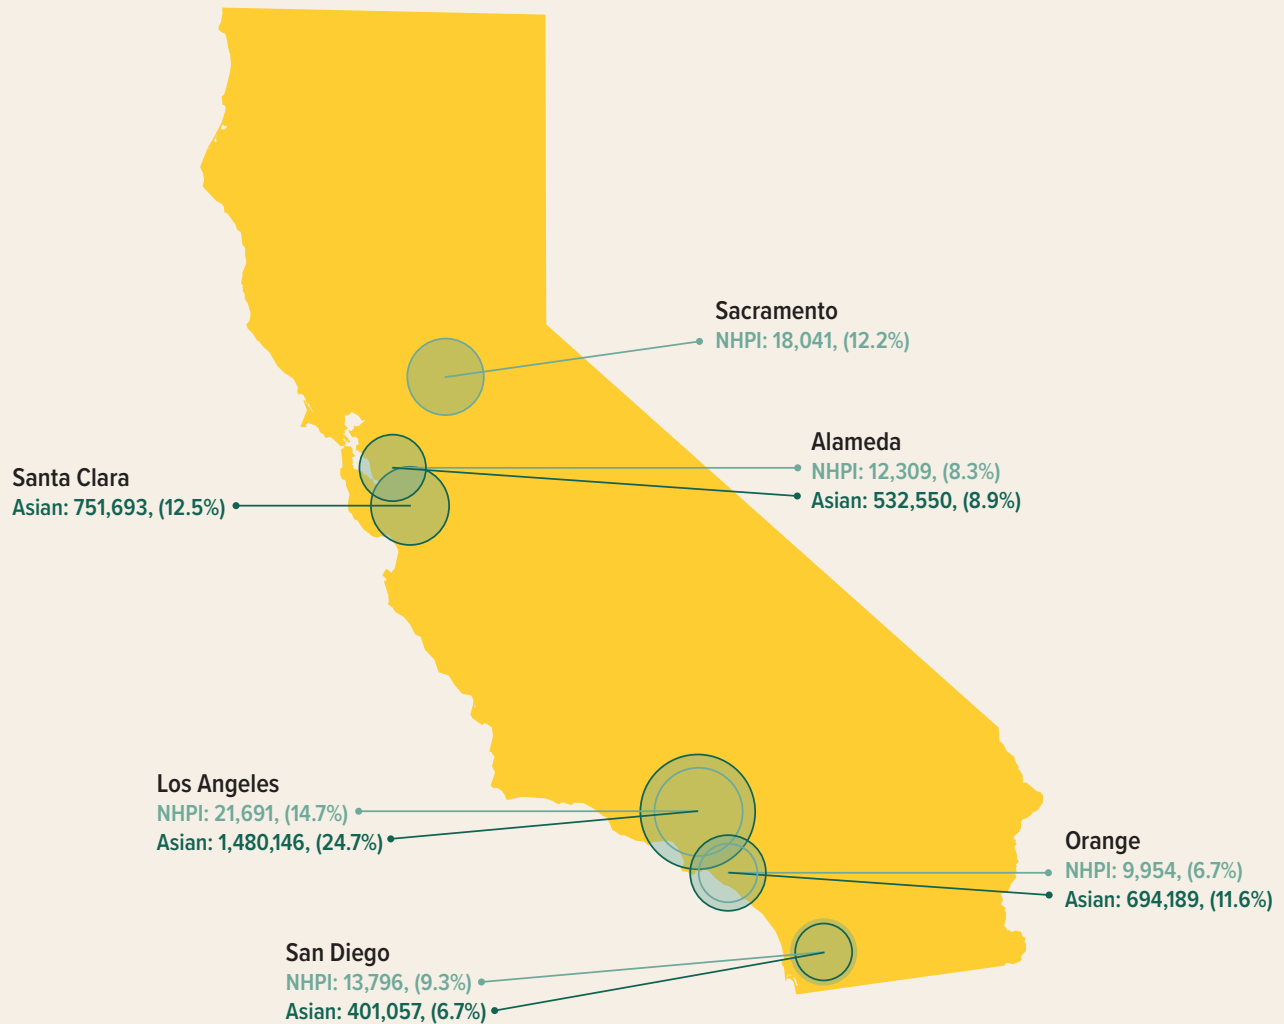 Sacramento
NHPI: 18,041, (12.2%)
Alameda
NHPI: 12,309, (8.3%)
Asian: 532,550, (8.9%)
Santa Clara
Asian: 751,693, (12.5%)
Los Angeles
NHPI: 21,691, (14.7%)
Asian: 1,480,146, (24.7%)
Orange
NHPI: 9,954, (6.7%)
Asian: 694,189, (11.6%)
San Diego
NHPI: 13,796, (9.3%)
Asian: 401,057, (6.7%)